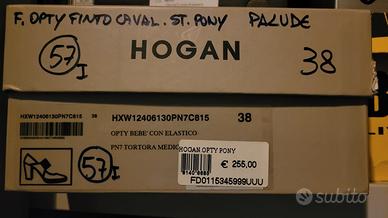 F. OPTY FINTO CAVAL. ST. PONY PALUDE
57 I
HOGAN
38
HXW12406130PN7C815 38 HXW12406130PN7C815 38
OPTY BEBE' CON ELASTICO
PN7 TORTORA MEDIO
57 I
HOGAN OPTY PONY
€ 255,00
FD0115345999UUU
subito